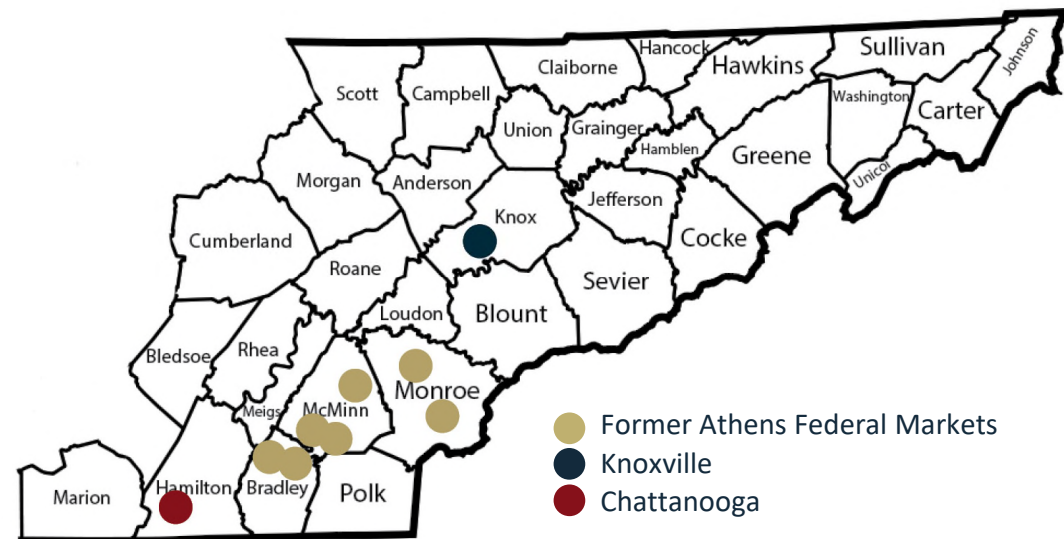 Hancock
Sullivan
Johnson
Claiborne
Hawkins
Scott
Campbell
Washington
Carter
Union
Grainger
Hamblen
Greene
Unicoi
Morgan
Anderson
Jefferson
Knox
Cumberland
Cocke
Roane
Sevier
Loudon
Blount
Bledsoe
Rhea
Monroe
Meigs
McMinn
Former Athens Federal Markets
Knoxville
Chattanooga
Marion
Hamilton
Bradley
Polk